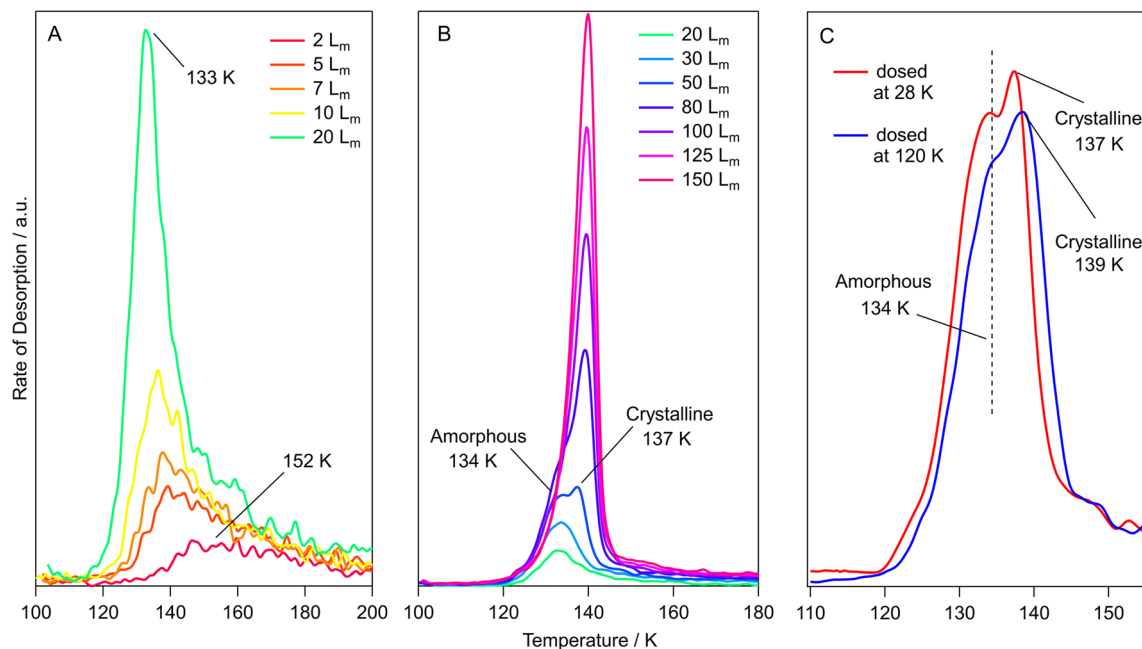 Rate of Desorption / a.u.
A
133 K
2 Lm
5 Lm
7 Lm
10 Lm
20 Lm
152 K
100 120 140 160 180 200
B
20 Lm
30 Lm
50 Lm
80 Lm
100 Lm
125 Lm
150 Lm
Amorphous
134 K
Crystalline
137 K
100 120 140 160 180
Temperature / K
C
dosed
at 28 K
dosed
at 120 K
Crystalline
137 K
Crystalline
139 K
Amorphous
134 K
110 120 130 140 150